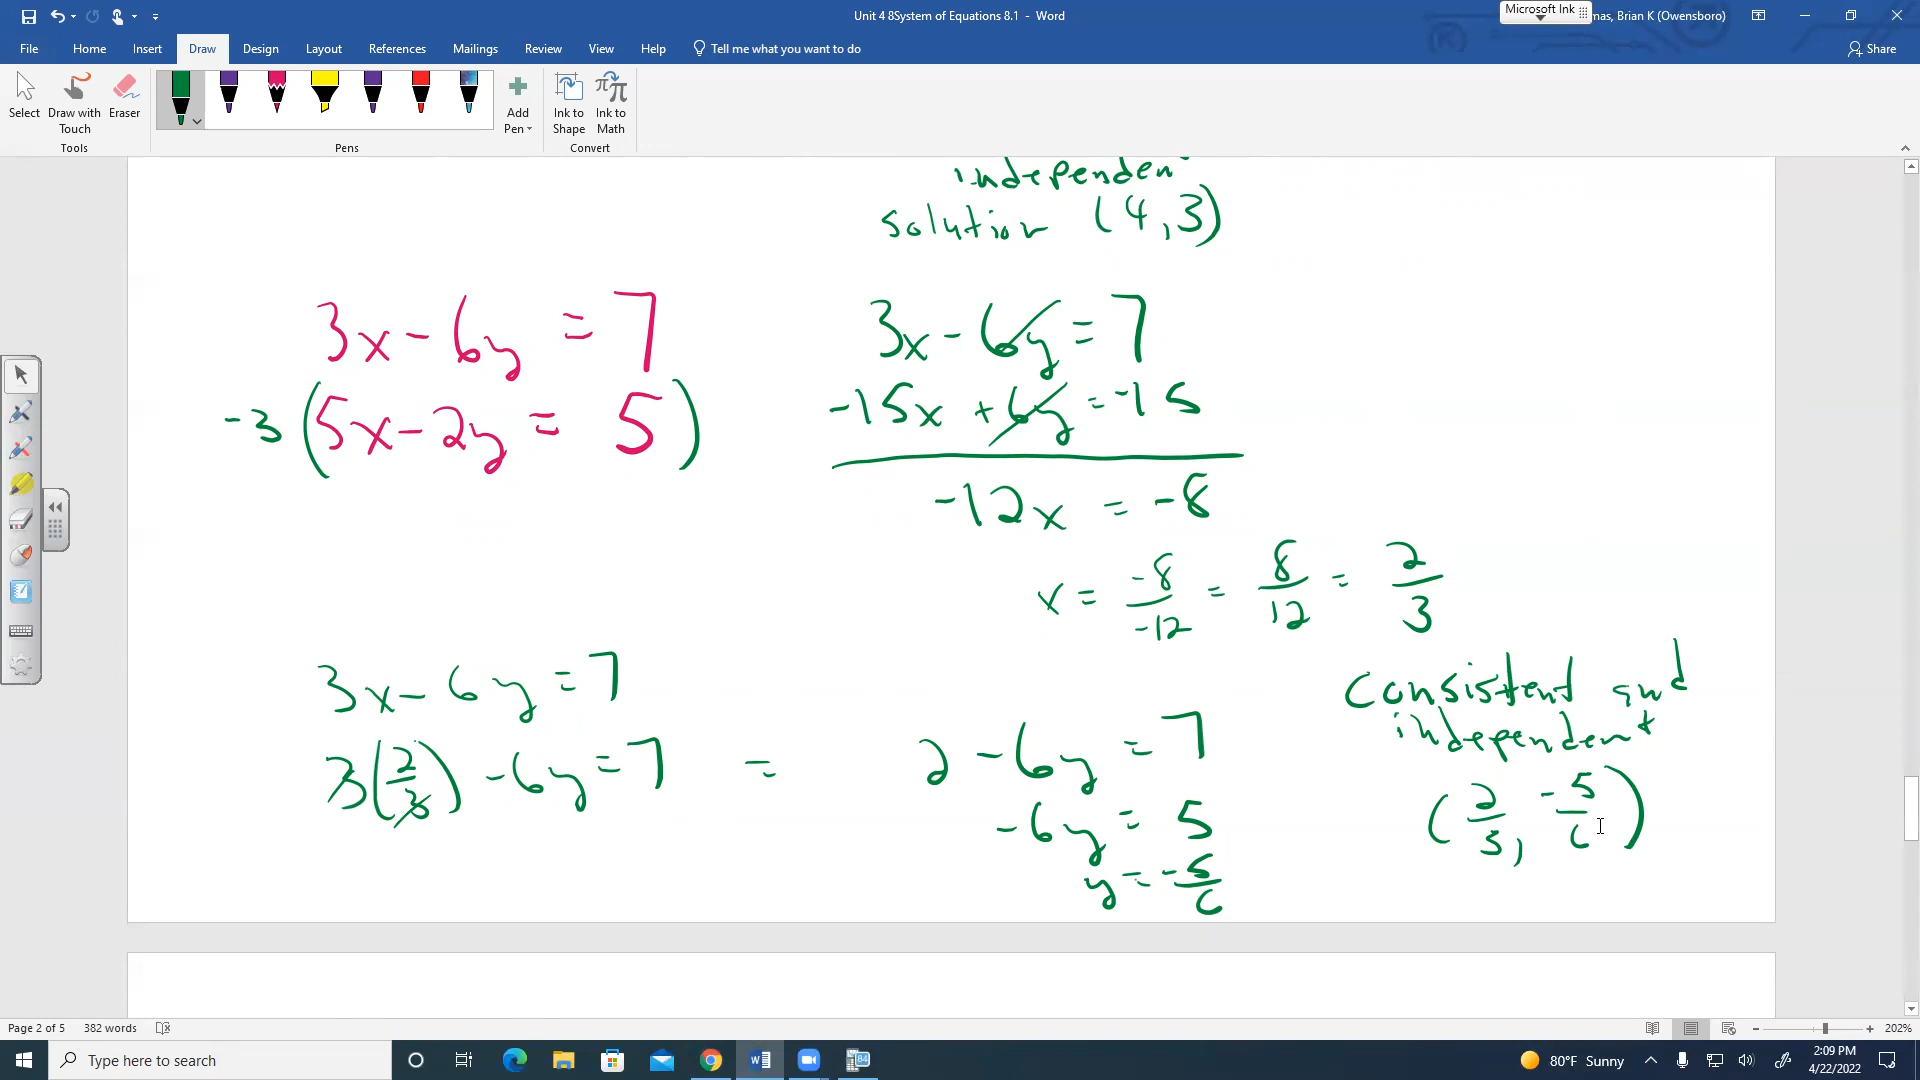 Unit 4 8System of Equations 8.1 - Word
Microsoft Ink
mas, Brian K (Owensboro)
File Home Insert Draw Design Layout References Mailings Review View Help Tell me what you want to do
Share
Select
Draw with Touch
Eraser
Add Pen
Ink to Shape
Ink to Math
Tools Pens Convert
independent
solution (4,3)
3x - 6y = 7
-3 (5x - 2y = 5)
3x - 6y = 7
-15x + 6y = -15
-12x = -8
x = -8/-12 = 8/12 = 2/3
3x - 6y = 7
3(2/3) - 6y = 7 =
2 - 6y = 7
-6y = 5
y = -5/6
consistent and
independent
(2/3, -5/6)
Page 2 of 5 382 words
202%
Type here to search
84
80°F Sunny
2:09 PM
4/22/2022